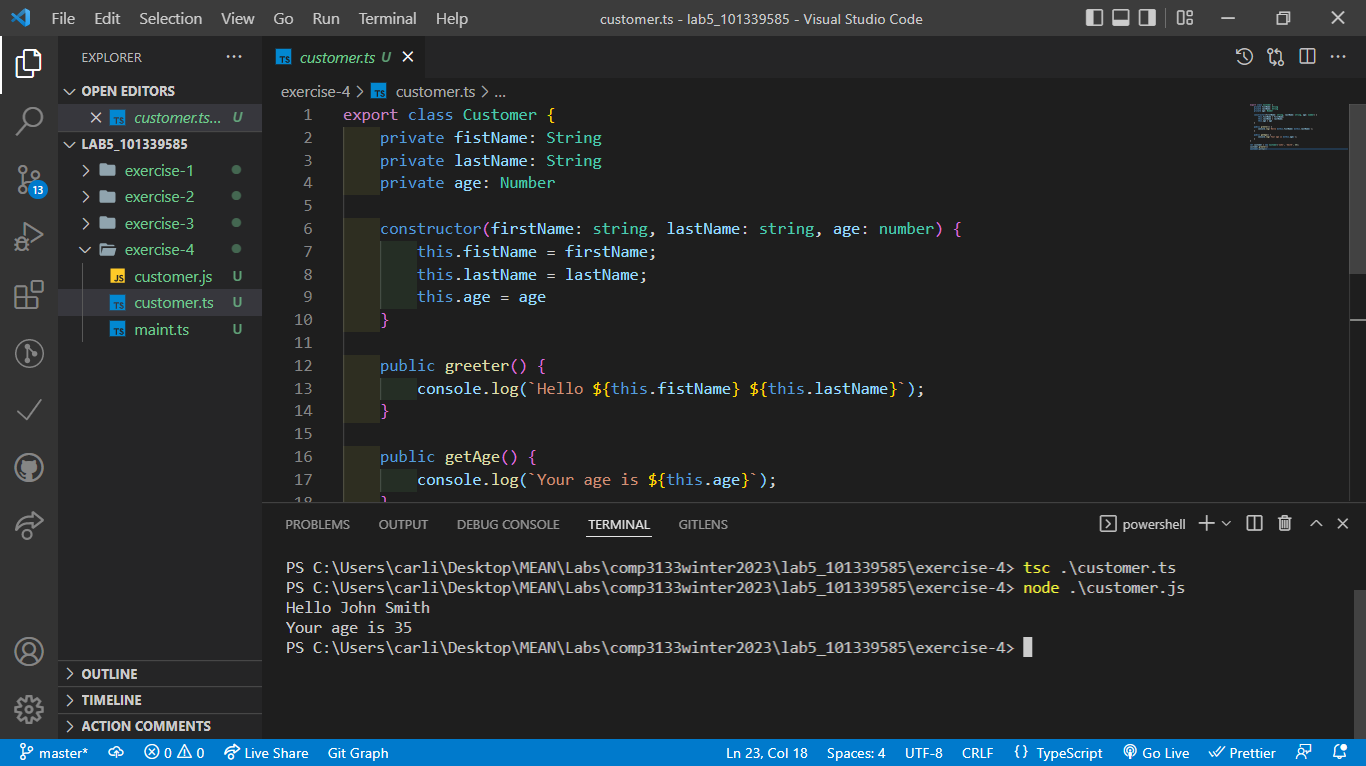 File Edit Selection View Go Run Terminal Help customer.ts - lab5_101339585 - Visual Studio Code
EXPLORER ...
OPEN EDITORS
TS customer.ts... U
LAB5_101339585
exercise-1
exercise-2
exercise-3
exercise-4
JS customer.js U
TS customer.ts U
TS maint.ts U
OUTLINE
TIMELINE
ACTION COMMENTS
13
TS customer.ts U
exercise-4 > TS customer.ts > ...
1 export class Customer {
2 private fistName: String
3 private lastName: String
4 private age: Number
5
6 constructor(firstName: string, lastName: string, age: number) {
7 this.fistName = firstName;
8 this.lastName = lastName;
9 this.age = age
10 }
11
12 public greeter() {
13 console.log(`Hello ${this.fistName} ${this.lastName}`);
14 }
15
16 public getAge() {
17 console.log(`Your age is ${this.age}`);
18 }
PROBLEMS OUTPUT DEBUG CONSOLE TERMINAL GITLENS powershell
PS C:\Users\carli\Desktop\MEAN\Labs\comp3133winter2023\lab5_101339585\exercise-4> tsc .\customer.ts
PS C:\Users\carli\Desktop\MEAN\Labs\comp3133winter2023\lab5_101339585\exercise-4> node .\customer.js
Hello John Smith
Your age is 35
PS C:\Users\carli\Desktop\MEAN\Labs\comp3133winter2023\lab5_101339585\exercise-4>
master* 0 0 Live Share Git Graph Ln 23, Col 18 Spaces: 4 UTF-8 CRLF {} TypeScript Go Live Prettier